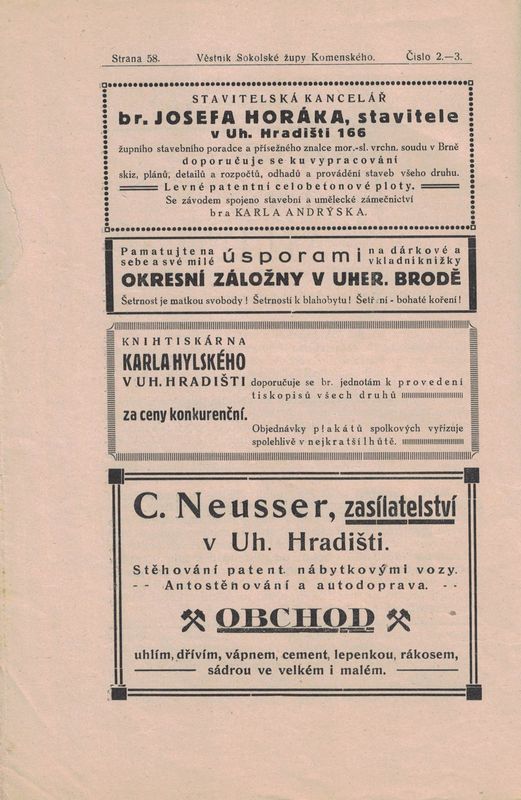 Strana 58. Věstník Sokolské župy Komenského. Číslo 2.—3.
STAVITELSKÁ KANCELÁŘ
br. JOSEFA HORÁKA, stavitele
v Uh. Hradišti 166
župního stavebního poradce a přísežného znalce mor.-sl. vrchn. soudu v Brně
doporučuje se ku vypracování
skiz, plánů, detailů a rozpočtů, odhadů a provádění staveb všeho druhu.
Levné patentní celobetonové ploty.
Se závodem spojeno stavební a umělecké zámečnictví
bra KARLA ANDRÝSKA.
Pamatujte na sebe a své milé úsporami na dárkové a vkladní knížky
OKRESNÍ ZÁLOŽNY V UHER. BRODĚ
Šetrnost je matkou svobody! Šetrností k blahobytu! Šetření - bohaté koření!
KNIHTISKÁRNA
KARLA HYLSKÉHO
V UH. HRADIŠTI doporučuje se br. jednotám k provedení
tiskopisů všech druhů
za ceny konkurenční.
Objednávky plakátů spolkových vyřizuje
spolehlivě v nejkratší lhůtě.
C. Neusser, zasílatelství
v Uh. Hradišti.
Stěhování patent. nábytkovými vozy.
- - Autostěhování a autodoprava. - -
OBCHOD
uhlím, dřívím, vápnem, cement, lepenkou, rákosem,
sádrou ve velkém i malém.